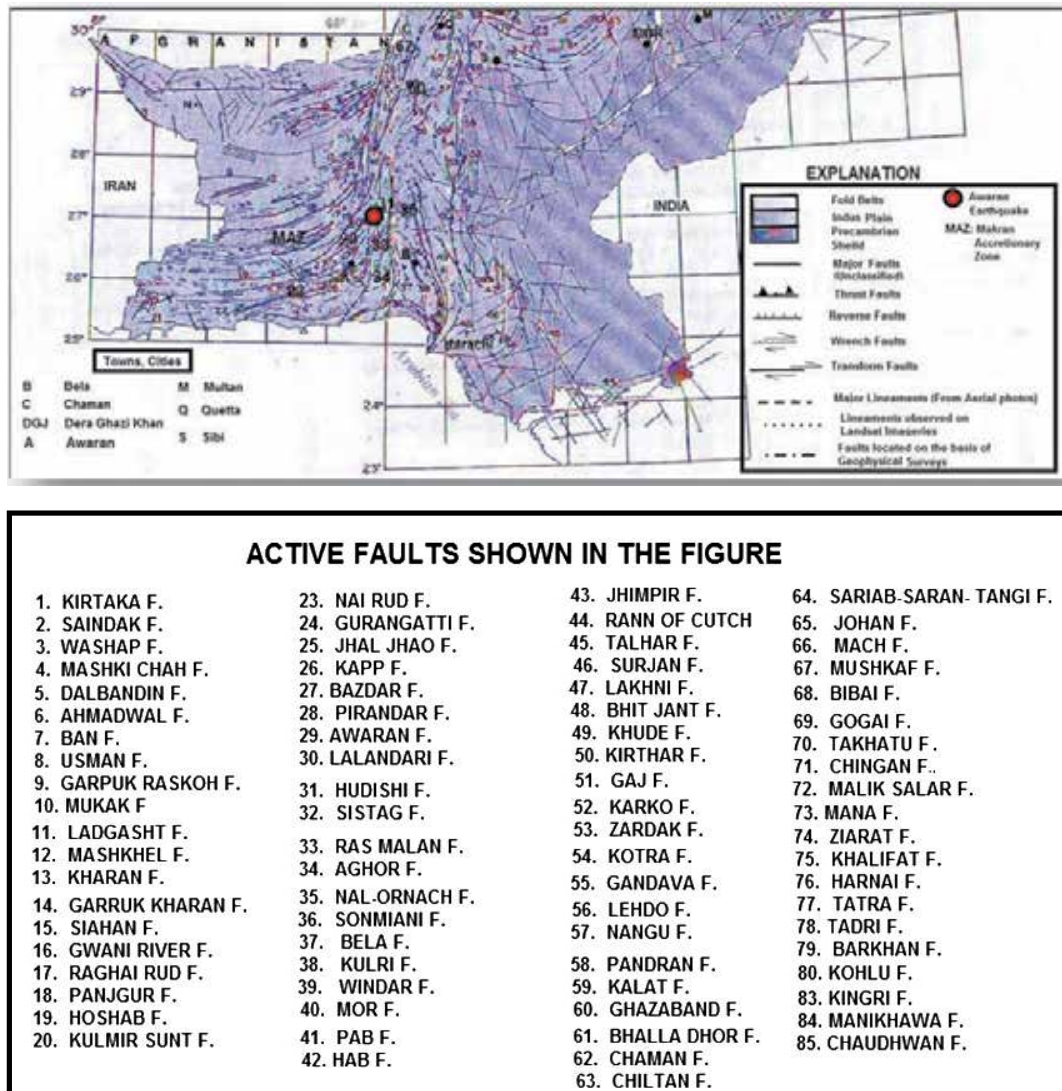 30°
68°
A F G H A N I S T A N
29°
28°
27°
26°
25°
24°
23°
IRAN
INDIA
MAZ
Karachi
Arabian
EXPLANATION
Fold Belts
Indus Plain
Precambrian
Sheild
Major Faults
(Unclassified)
Thrust Faults
Reverse Faults
Wrench Faults
Transform Faults
Major Lineaments (From Aerial photos)
Lineaments observed on
Landsat Imageries
Faults located on the basis of
Geophysical Surveys
Awaran
Earthquake
MAZ: Makran
Accretionary
Zone
Towns, Cities
B Bela
C Chaman
DGJ Dera Ghazi Khan
A Awaran
M Multan
Q Quetta
S Sibi
ACTIVE FAULTS SHOWN IN THE FIGURE
1. KIRTAKA F.
2. SAINDAK F.
3. WASHAP F.
4. MASHKI CHAH F.
5. DALBANDIN F.
6. AHMADWAL F.
7. BAN F.
8. USMAN F.
9. GARPUK RASKOH F.
10. MUKAK F
11. LADGASHT F.
12. MASHKHEL F.
13. KHARAN F.
14. GARRUK KHARAN F.
15. SIAHAN F.
16. GWANI RIVER F.
17. RAGHAI RUD F.
18. PANJGUR F.
19. HOSHAB F.
20. KULMIR SUNT F.
23. NAI RUD F.
24. GURANGATTI F.
25. JHAL JHAO F.
26. KAPP F.
27. BAZDAR F.
28. PIRANDAR F.
29. AWARAN F.
30. LALANDARI F.
31. HUDISHI F.
32. SISTAG F.
33. RAS MALAN F.
34. AGHOR F.
35. NAL-ORNACH F.
36. SONMIANI F.
37. BELA F.
38. KULRI F.
39. WINDAR F.
40. MOR F.
41. PAB F.
42. HAB F.
43. JHIMPIR F.
44. RANN OF CUTCH
45. TALHAR F.
46. SURJAN F.
47. LAKHNI F.
48. BHIT JANT F.
49. KHUDE F.
50. KIRTHAR F.
51. GAJ F.
52. KARKO F.
53. ZARDAK F.
54. KOTRA F.
55. GANDAVA F.
56. LEHDO F.
57. NANGU F.
58. PANDRAN F.
59. KALAT F.
60. GHAZABAND F.
61. BHALLA DHOR F.
62. CHAMAN F.
63. CHILTAN F.
64. SARIAB-SARAN- TANGI F.
65. JOHAN F.
66. MACH F.
67. MUSHKAF F.
68. BIBAI F.
69. GOGAI F.
70. TAKHATU F.
71. CHINGAN F..
72. MALIK SALAR F.
73. MANA F.
74. ZIARAT F.
75. KHALIFAT F.
76. HARNAI F.
77. TATRA F.
78. TADRI F.
79. BARKHAN F.
80. KOHLU F.
83. KINGRI F.
84. MANIKHAWA F.
85. CHAUDHWAN F.